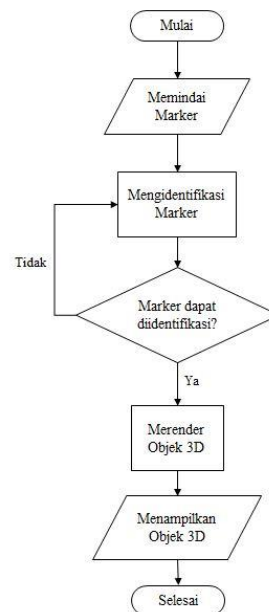 Mulai
Memindai
Marker
Mengidentifikasi
Marker
Tidak
Marker dapat
diidentifikasi?
Ya
Merender
Objek 3D
Menampilkan
Objek 3D
Selesai